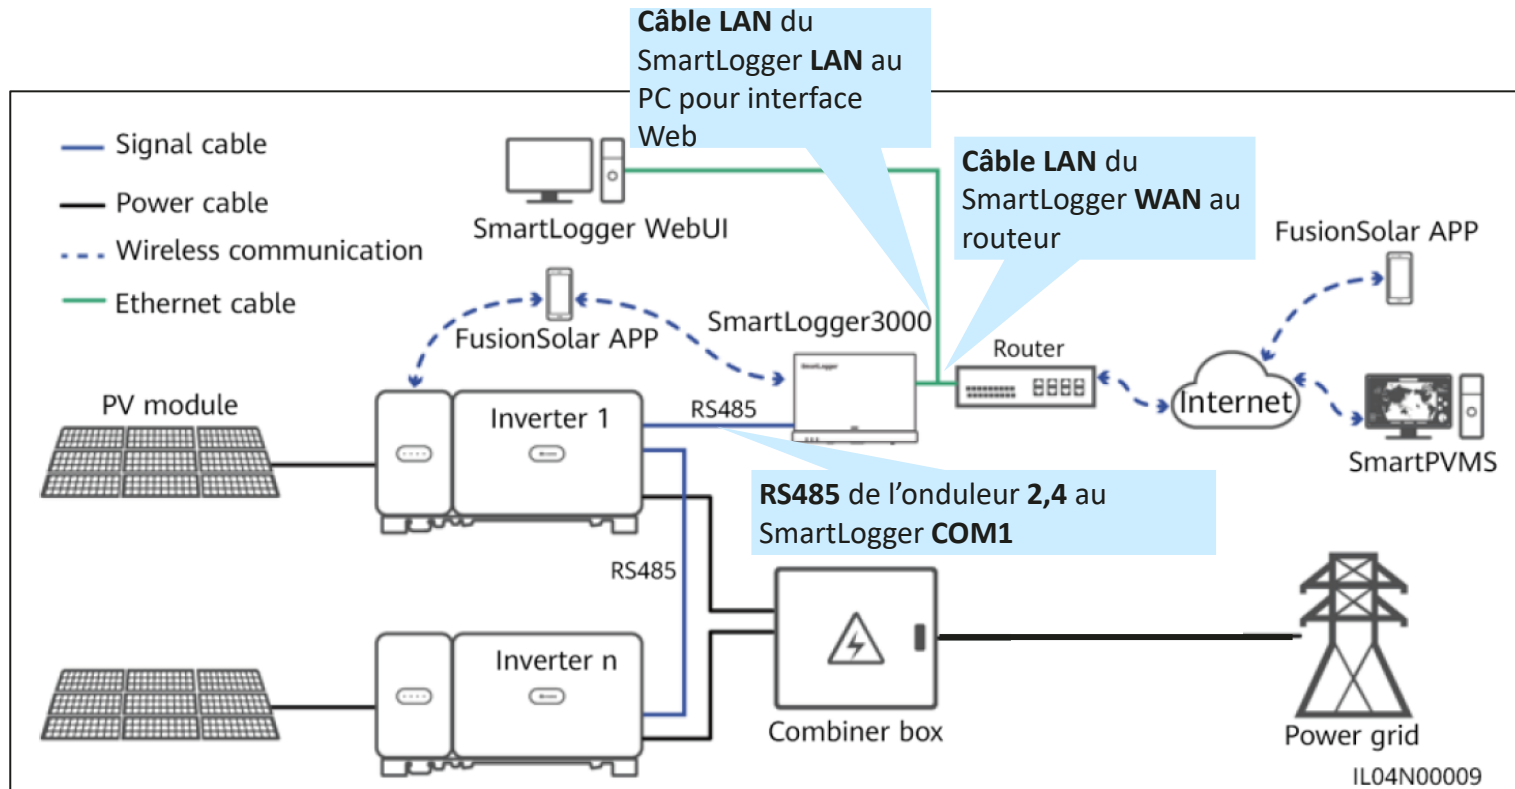 Câble LAN du
SmartLogger LAN au
PC pour interface
Web
Câble LAN du
SmartLogger WAN au
routeur
Signal cable
Power cable
Wireless communication
Ethernet cable
SmartLogger WebUI
FusionSolar APP
FusionSolar APP
SmartLogger3000
SmartLogger
Router
Internet
SmartPVMS
PV module
Inverter 1
RS485
RS485 de l’onduleur 2,4 au
SmartLogger COM1
RS485
Inverter n
Combiner box
Power grid
IL04N00009